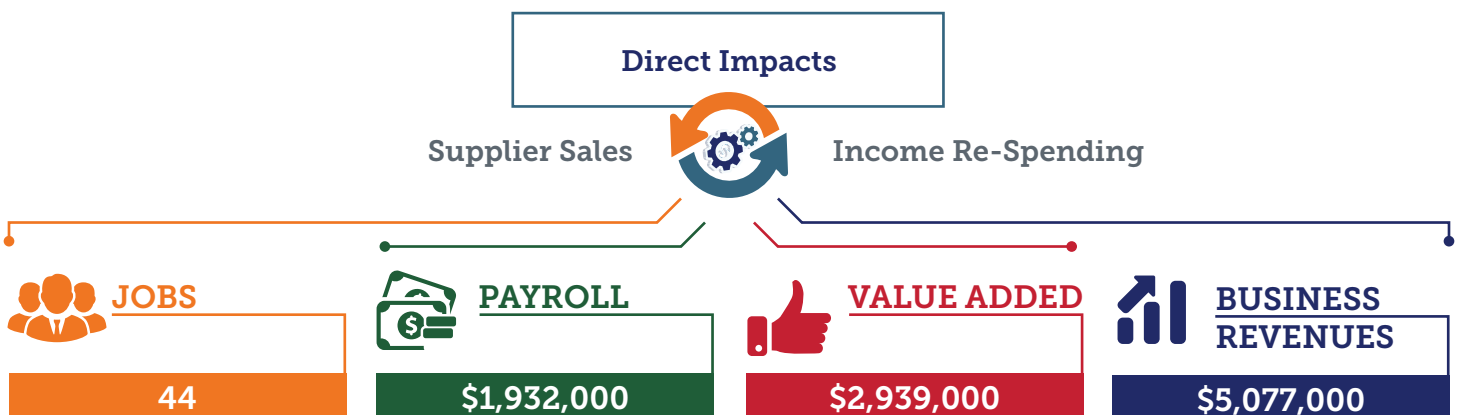 Direct Impacts
Supplier Sales
Income Re-Spending
JOBS
44
PAYROLL
$
$1,932,000
VALUE ADDED
$2,939,000
BUSINESS
REVENUES
$5,077,000